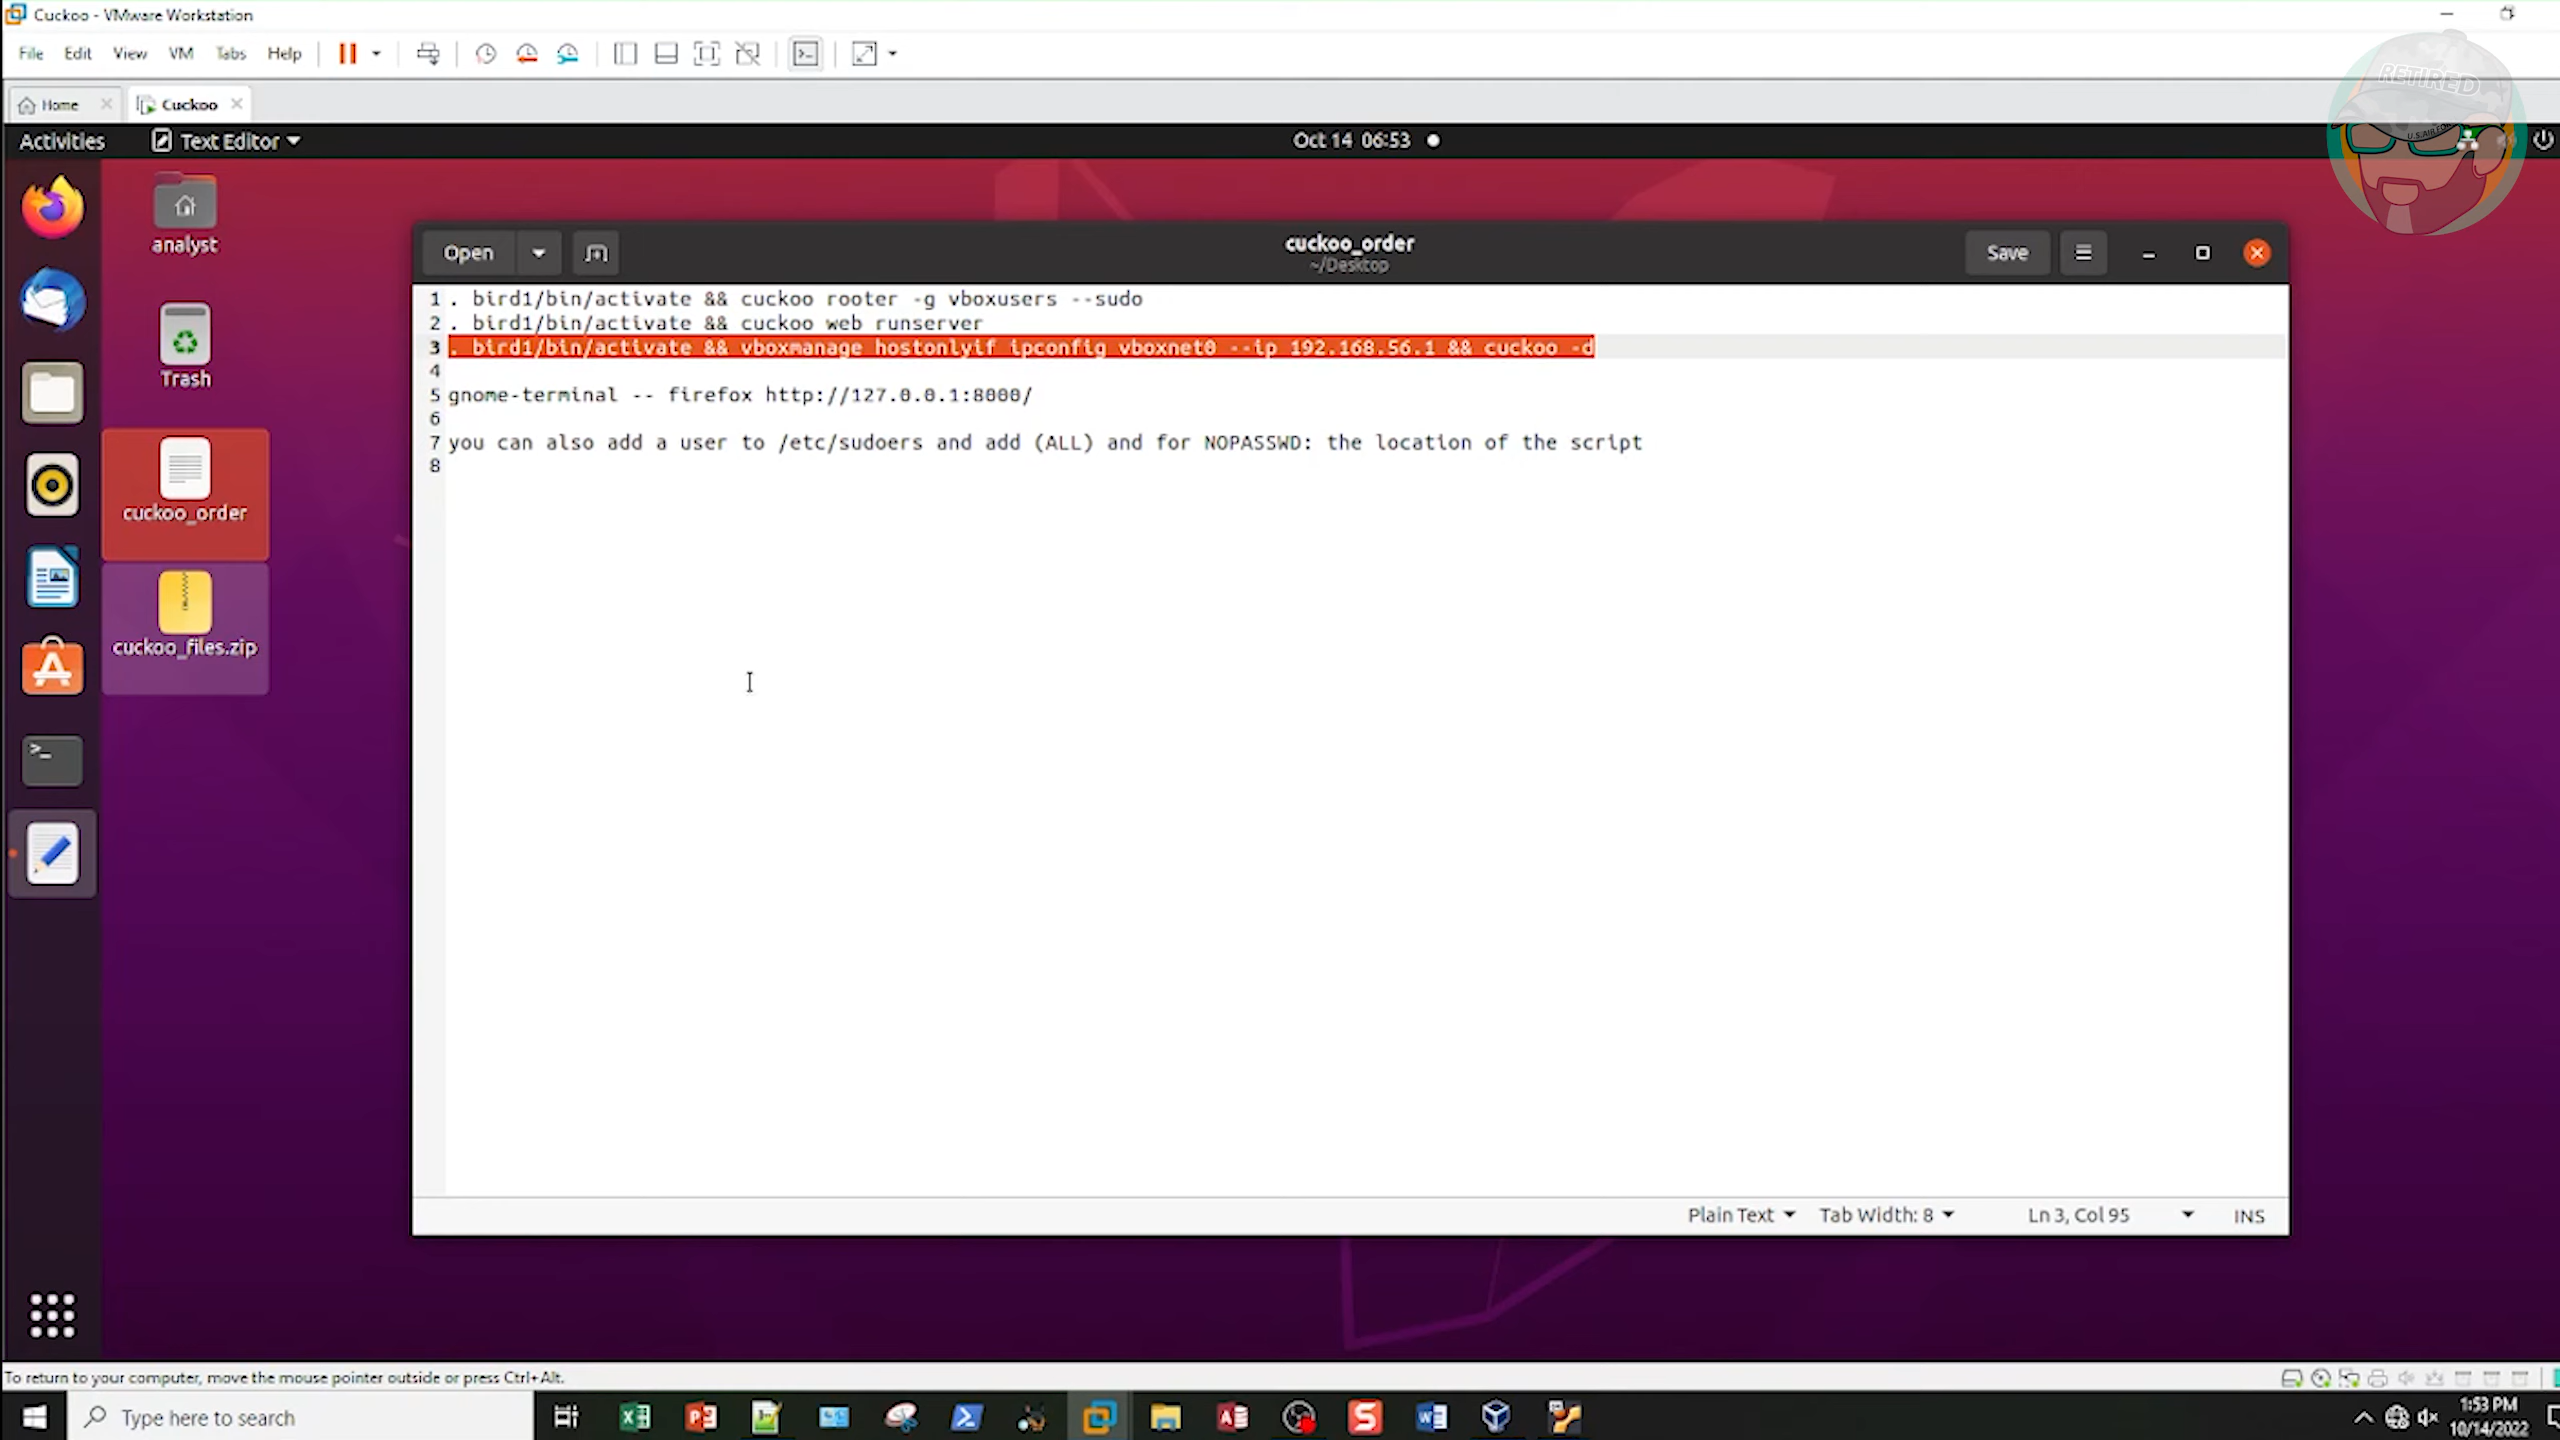 Cuckoo - VMware Workstation
File Edit View VM Tabs Help
Home Cuckoo
Activities Text Editor Oct 14 06:53
RETIRED
U.S. AIR FOR
analyst
Trash
cuckoo_order
cuckoo_files.zip
Open cuckoo_order Save
~/Desktop
1 . bird1/bin/activate && cuckoo rooter -g vboxusers --sudo
2 . bird1/bin/activate && cuckoo web runserver
3 . bird1/bin/activate && vboxmanage hostonlyif ipconfig vboxnet0 --ip 192.168.56.1 && cuckoo -d
4
5 gnome-terminal -- firefox http://127.0.0.1:8000/
6
7 you can also add a user to /etc/sudoers and add (ALL) and for NOPASSWD: the location of the script
8
Plain Text Tab Width: 8 Ln 3, Col 95 INS
To return to your computer, move the mouse pointer outside or press Ctrl+Alt.
Type here to search
1:53 PM
10/14/2022